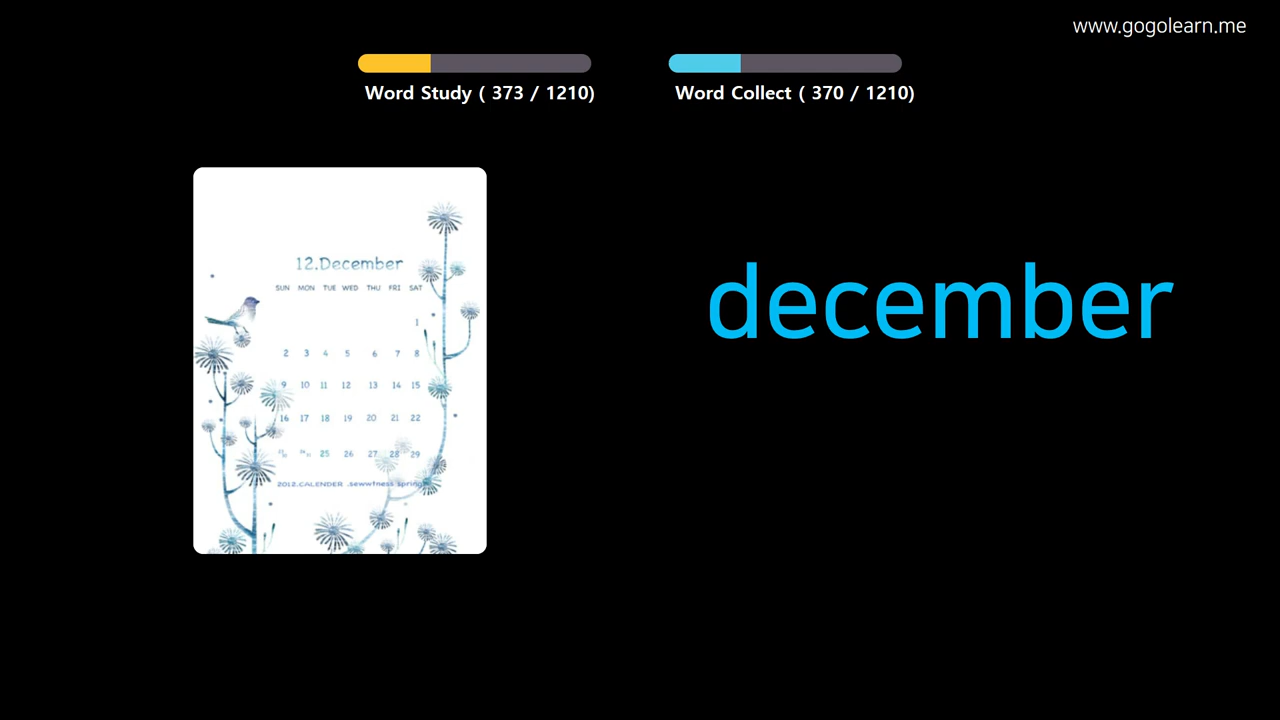 www.gogolearn.me
Word Study ( 373 / 1210)
Word Collect ( 370 / 1210)
12.December
SUN MON TUE WED THU FRI SAT
1
2 3 4 5 6 7 8
9 10 11 12 13 14 15
16 17 18 19 20 21 22
25 26 27 28 29
2012.CALENDER
december